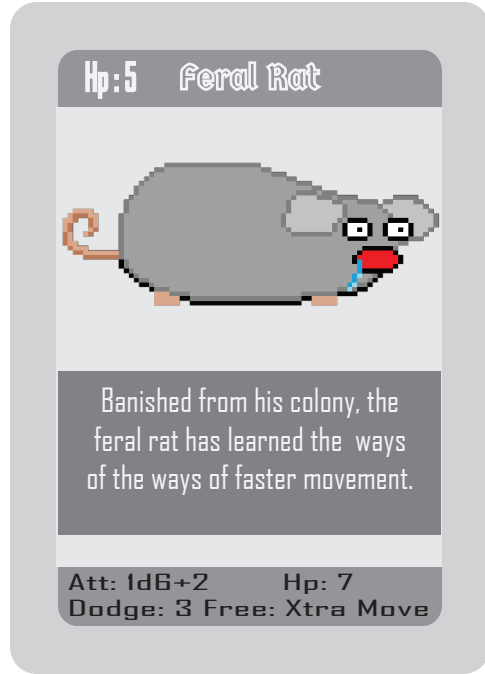 Hp:5 Feral Rat
Banished from his colony, the
feral rat has learned the ways
of the ways of faster movement.
Att: 1d6+2 Hp: 7
Dodge: 3 Free: Xtra Move